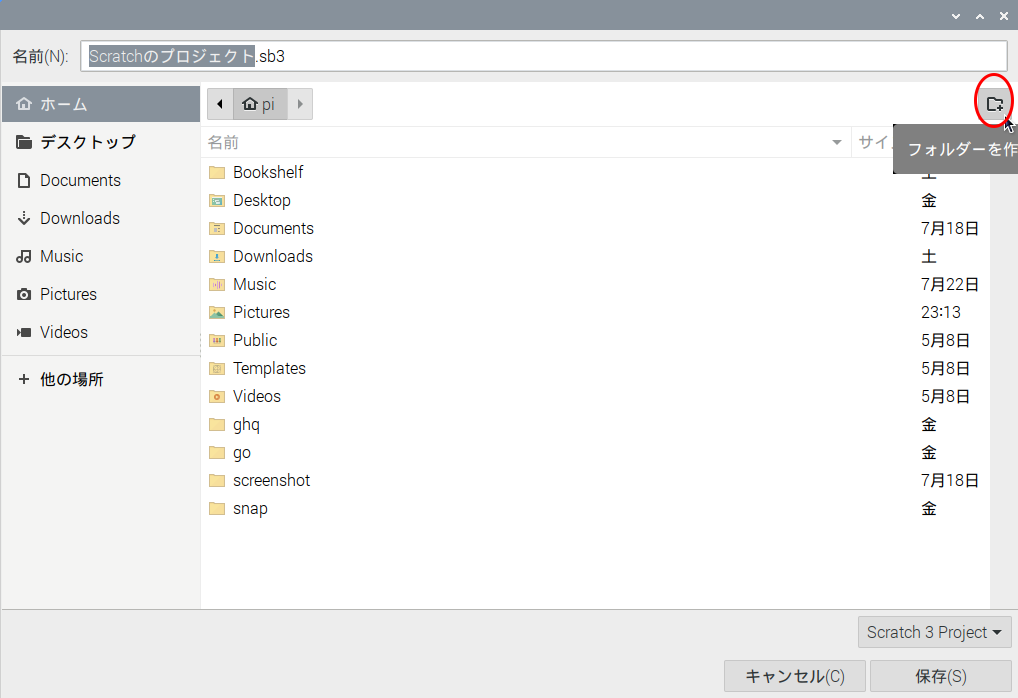 名前(N): Scratchのプロジェクト.sb3
ホーム
デスクトップ
Documents
Downloads
Music
Pictures
Videos
他の場所
pi
名前 サイ
フォルダーを作
Bookshelf 土
Desktop 金
Documents 7月18日
Downloads 土
Music 7月22日
Pictures 23:13
Public 5月8日
Templates 5月8日
Videos 5月8日
ghq 金
go 金
screenshot 7月18日
snap 金
Scratch 3 Project
キャンセル(C) 保存(S)